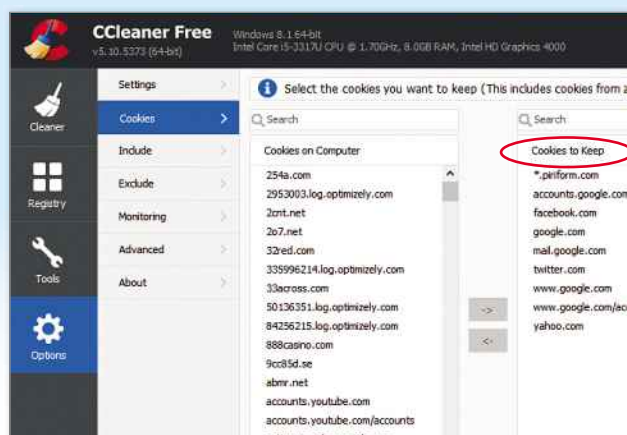 CCleaner Free
v5.10.5373 (64-bit)
Windows 8.1 64-bit
Intel Core i5-3317U CPU @ 1.70GHz, 8.0GB RAM, Intel HD Graphics 4000
Cleaner
Registry
Tools
Options
Settings
Cookies
Include
Exclude
Monitoring
Advanced
About
Select the cookies you want to keep (This includes cookies from
Search
Cookies on Computer
254a.com
2953003.log.optimizely.com
2cnt.net
2o7.net
32red.com
335996214.log.optimizely.com
33across.com
50136351.log.optimizely.com
84256215.log.optimizely.com
888casino.com
9cc85d.se
abmr.net
accounts.youtube.com
accounts.youtube.com/accounts
->
<-
Search
Cookies to Keep
*.piriform.com
accounts.google.com
facebook.com
google.com
mail.google.com
twitter.com
www.google.com
www.google.com/acc
yahoo.com